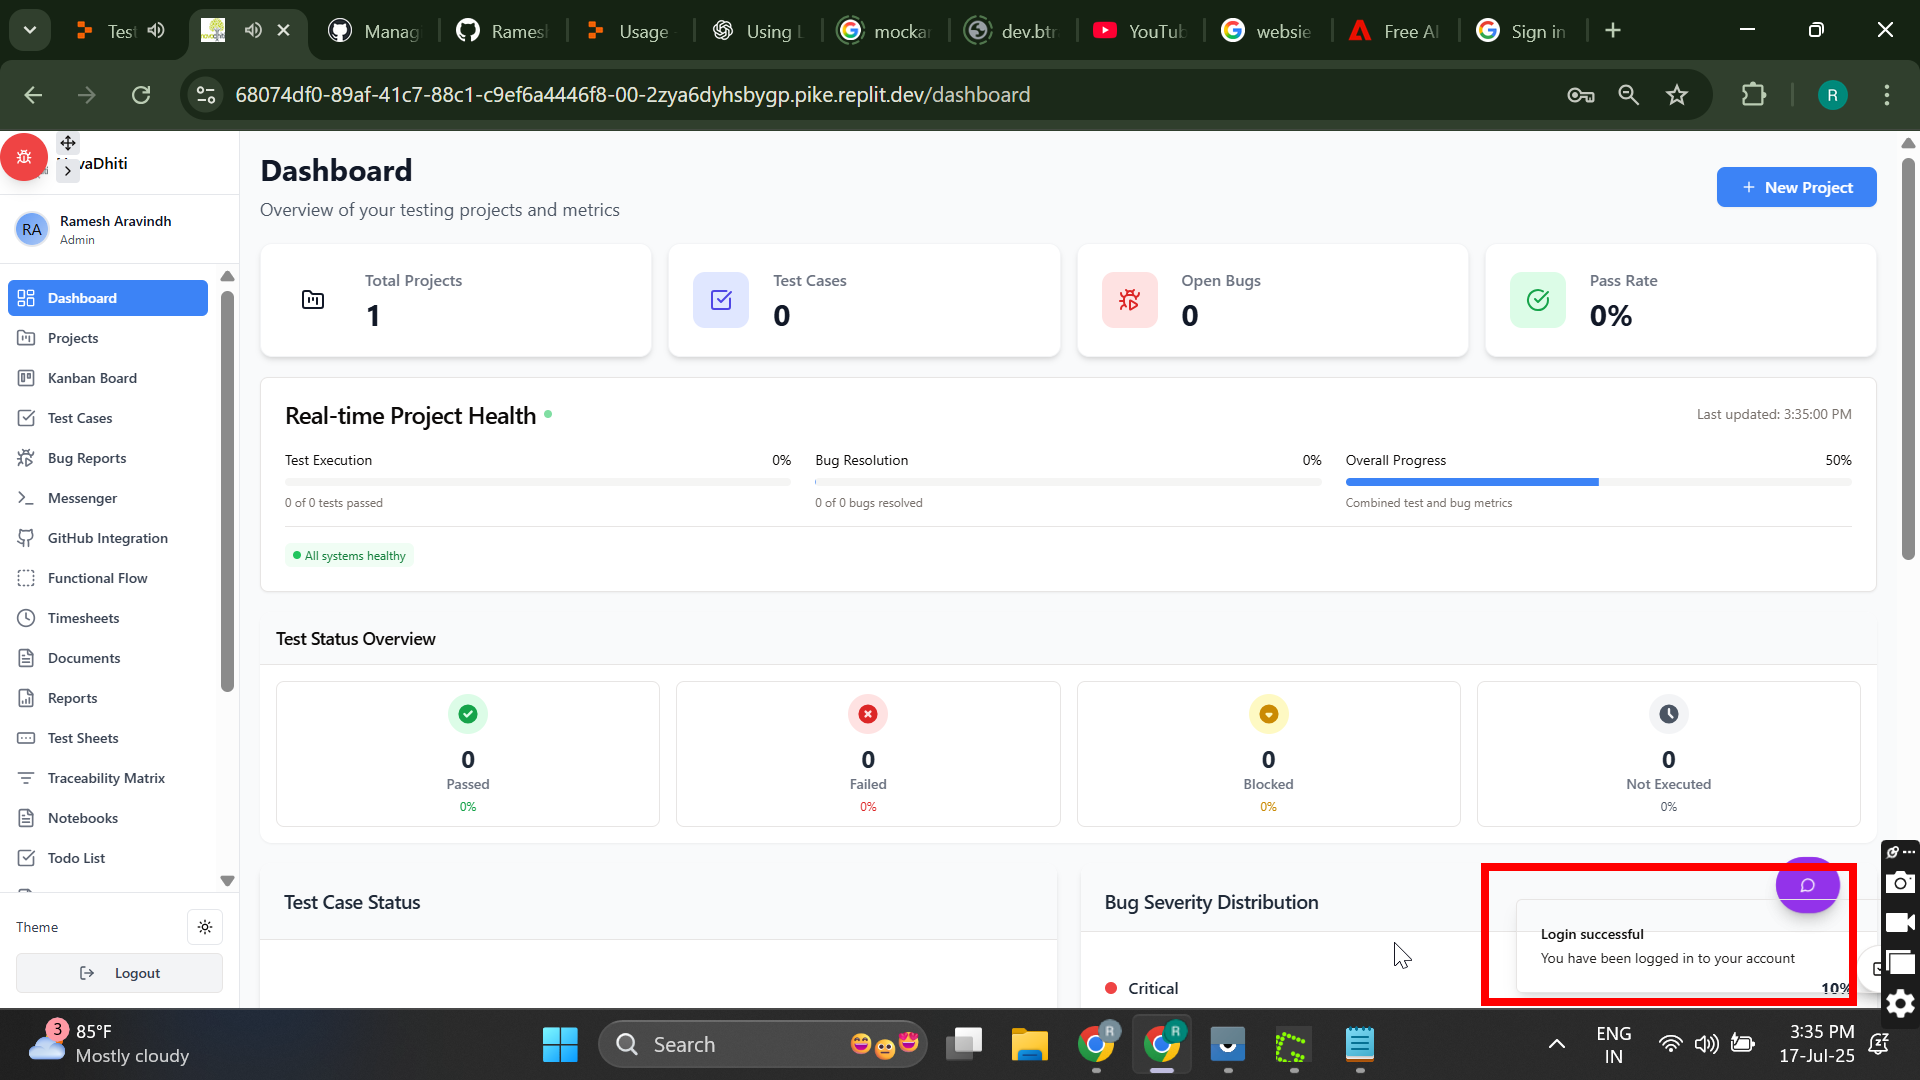 Test
Manag
Ramesh
Usage
Using L
mockar
dev.btr
YouTub
websie
Free AI
Sign in
68074df0-89af-41c7-88c1-c9ef6a4446f8-00-2zya6dyhsbygp.pike.replit.dev/dashboard
R
vaDhiti
RA
Ramesh Aravindh
Admin
Dashboard
Projects
Kanban Board
Test Cases
Bug Reports
Messenger
GitHub Integration
Functional Flow
Timesheets
Documents
Reports
Test Sheets
Traceability Matrix
Notebooks
Todo List
Theme
Logout
Dashboard
Overview of your testing projects and metrics
+ New Project
Total Projects
1
Test Cases
0
Open Bugs
0
Pass Rate
0%
Real-time Project Health
Last updated: 3:35:00 PM
Test Execution 0%
0 of 0 tests passed
Bug Resolution 0%
0 of 0 bugs resolved
Overall Progress 50%
Combined test and bug metrics
All systems healthy
Test Status Overview
0
Passed
0%
0
Failed
0%
0
Blocked
0%
0
Not Executed
0%
Test Case Status
Bug Severity Distribution
Critical
10%
Login successful
You have been logged in to your account
3
85°F
Mostly cloudy
Search
R
R
ENG
IN
3:35 PM
17-Jul-25